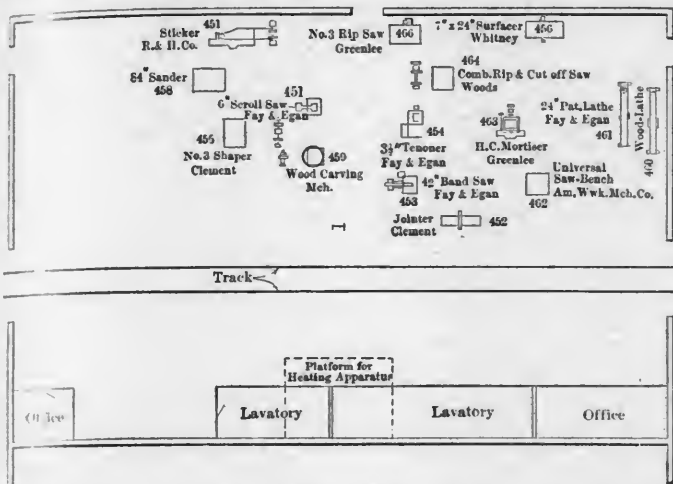 451
Sticker
R.& H.Co.
No.3 Rip Saw
Greenlee
466
7"x 24" Surfacer
Whitney
456
84" Sander
458
464
Comb.Rip & Cut off Saw
Woods
451
6" Scroll Saw
Fay & Egan
24" Pat. Lathe
Fay & Egan
461
Wood-Lathe
460
455
No.3 Shaper
Clement
459
Wood Carving
Mch.
454
3½" Tenoner
Fay & Egan
463
H.C.Mortiser
Greenlee
42" Band Saw
Fay & Egan
453
Universal
Saw-Bench
Am.Wwk.Mch.Co.
462
Jointer
Clement
452
Track
Platform for
Heating Apparatus
Office
Lavatory
Lavatory
Office